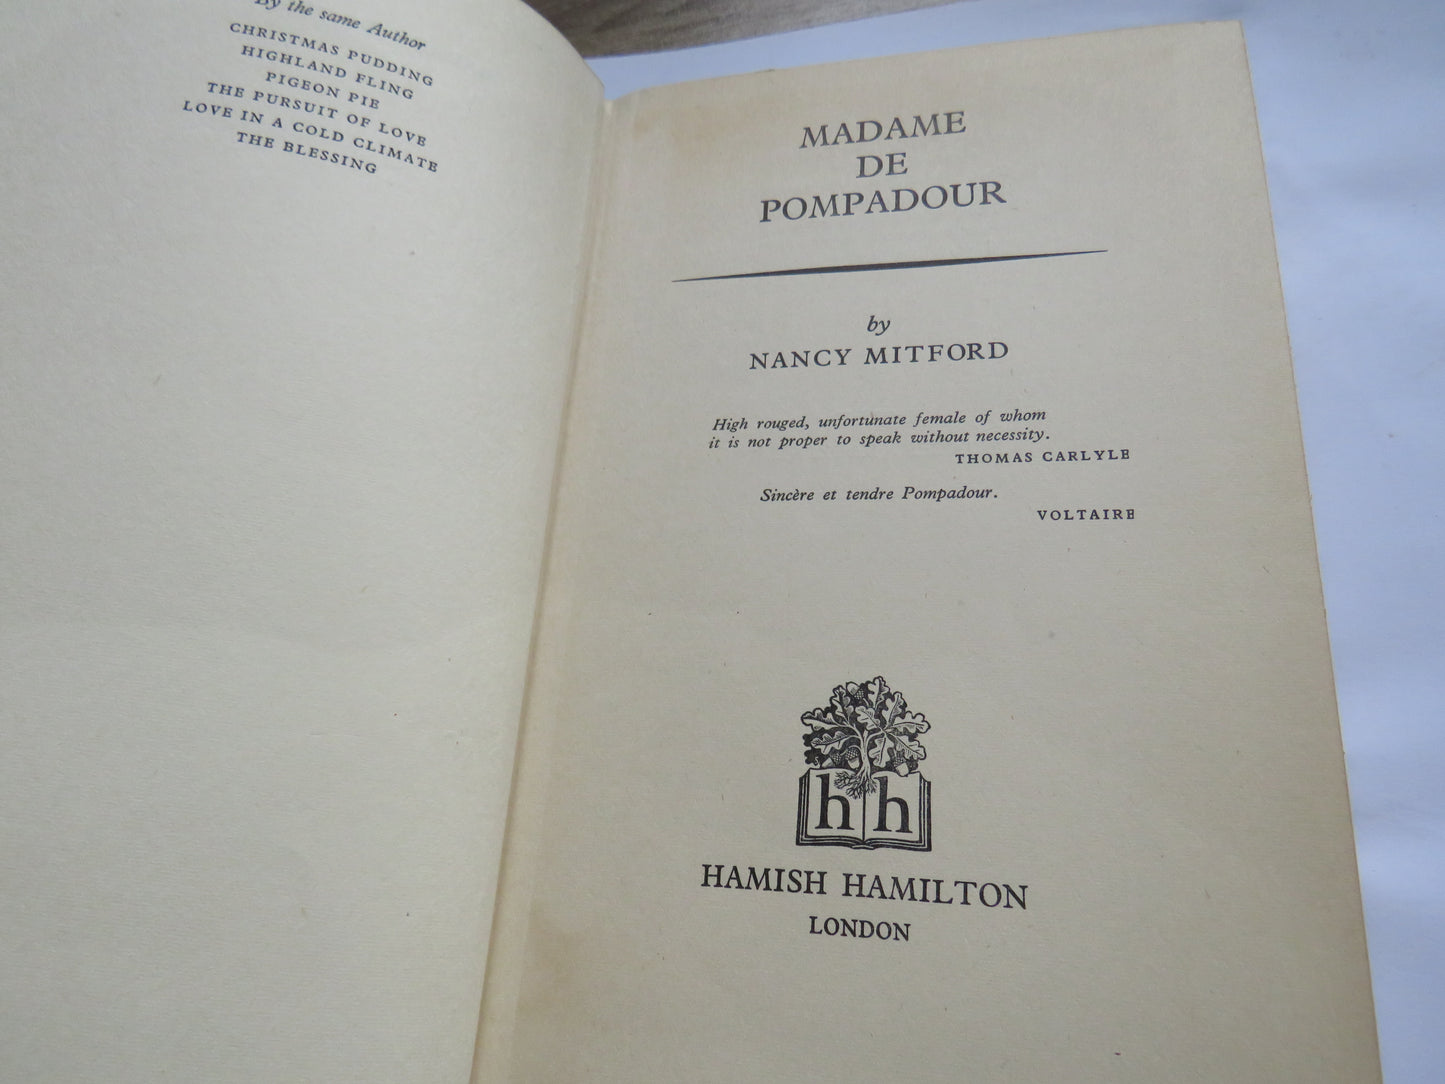 By the same Author
CHRISTMAS PUDDING
HIGHLAND FLING
PIGEON PIE
THE PURSUIT OF LOVE
LOVE IN A COLD CLIMATE
THE BLESSING
MADAME
DE
POMPADOUR
by
NANCY MITFORD
High rouged, unfortunate female of whom
it is not proper to speak without necessity.
THOMAS CARLYLE
Sincère et tendre Pompadour.
VOLTAIRE
h h
HAMISH HAMILTON
LONDON